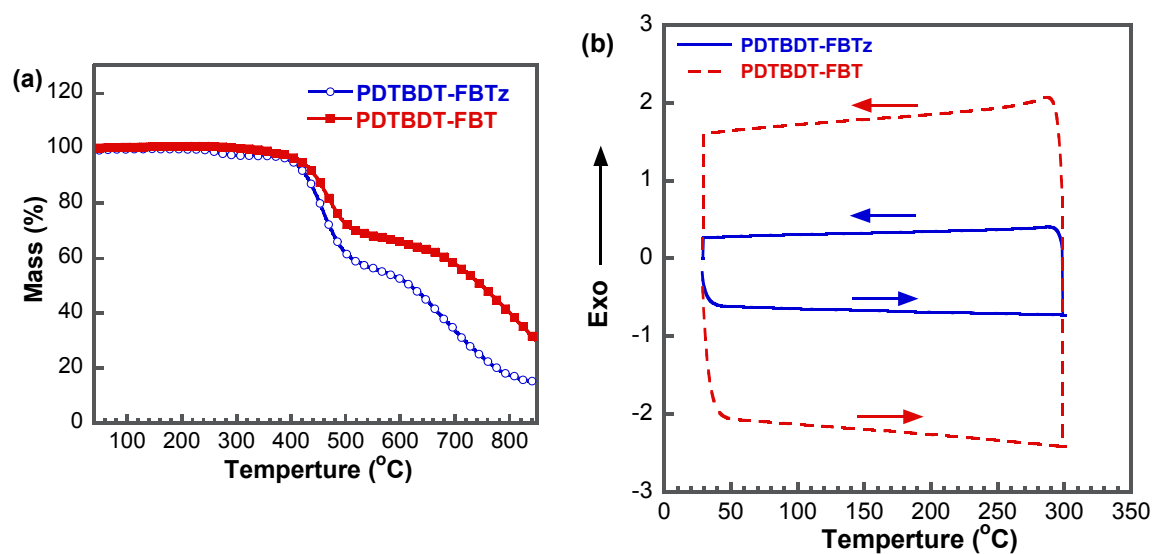 (a)
PDTBDT-FBTz
PDTBDT-FBT
Mass (%)
120
100
80
60
40
20
0
100 200 300 400 500 600 700 800
Temperture (°C)
(b)
PDTBDT-FBTz
PDTBDT-FBT
Exo
3
2
1
0
-1
-2
-3
0 50 100 150 200 250 300 350
Temperture (°C)